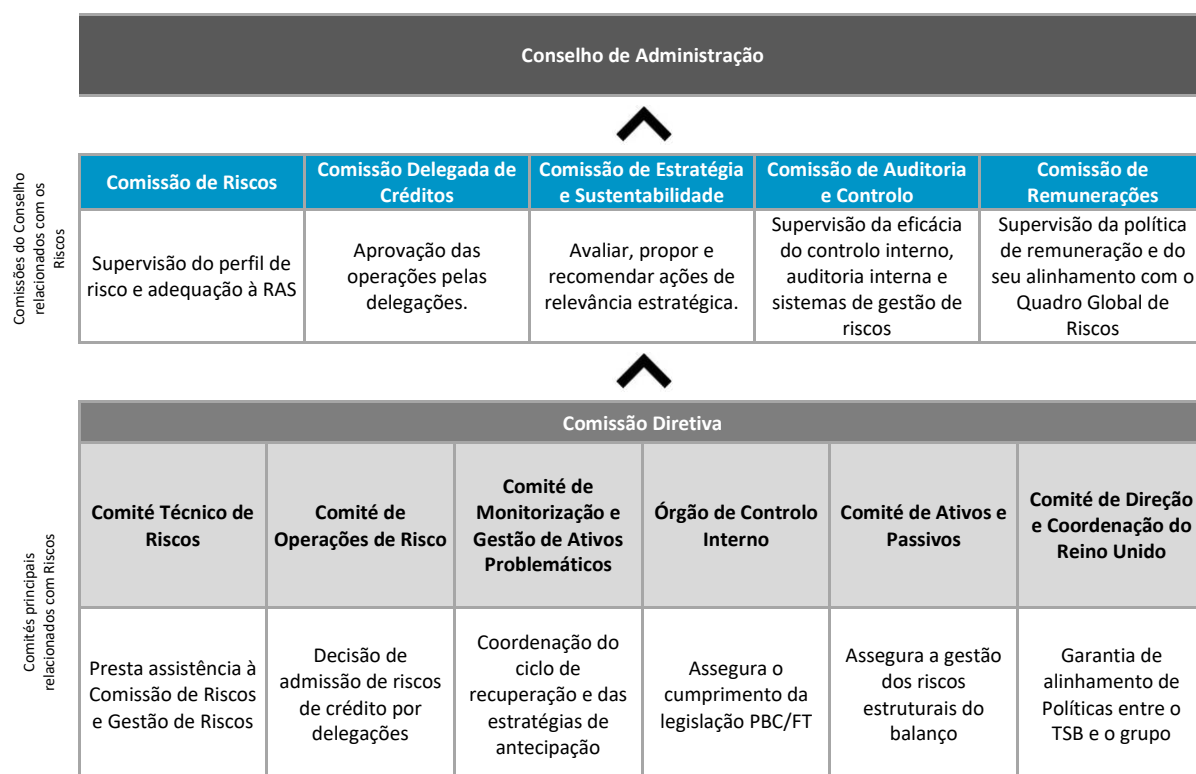 Conselho de Administração
Comissões do Conselho
relacionados com os
Riscos
Comissão de Riscos
Comissão Delegada de
Créditos
Comissão de Estratégia
e Sustentabilidade
Comissão de Auditoria
e Controlo
Comissão de
Remunerações
Supervisão do perfil de
risco e adequação à RAS
Aprovação das
operações pelas
delegações.
Avaliar, propor e
recomendar ações de
relevância estratégica.
Supervisão da eficácia
do controlo interno,
auditoria interna e
sistemas de gestão de
riscos
Supervisão da política
de remuneração e do
seu alinhamento com o
Quadro Global de
Riscos
Comissão Diretiva
Comités principais
relacionados com Riscos
Comité Técnico de
Riscos
Comité de
Operações de Risco
Comité de
Monitorização e
Gestão de Ativos
Problemáticos
Órgão de Controlo
Interno
Comité de Ativos e
Passivos
Comité de Direção
e Coordenação do
Reino Unido
Presta assistência à
Comissão de Riscos
e Gestão de Riscos
Decisão de
admissão de riscos
de crédito por
delegações
Coordenação do
ciclo de
recuperação e das
estratégias de
antecipação
Assegura o
cumprimento da
legislação PBC/FT
Assegura a gestão
dos riscos
estruturais do
balanço
Garantia de
alinhamento de
Políticas entre o
TSB e o grupo